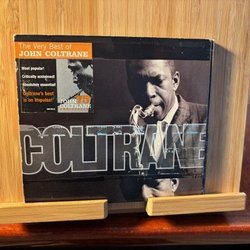 The Very Best of
JOHN COLTRANE
Most popular!
Critically acclaimed!
Absolutely essential!
Coltrane's best
is on Impulse!
JOHN
COLTRANE
COLTRANE